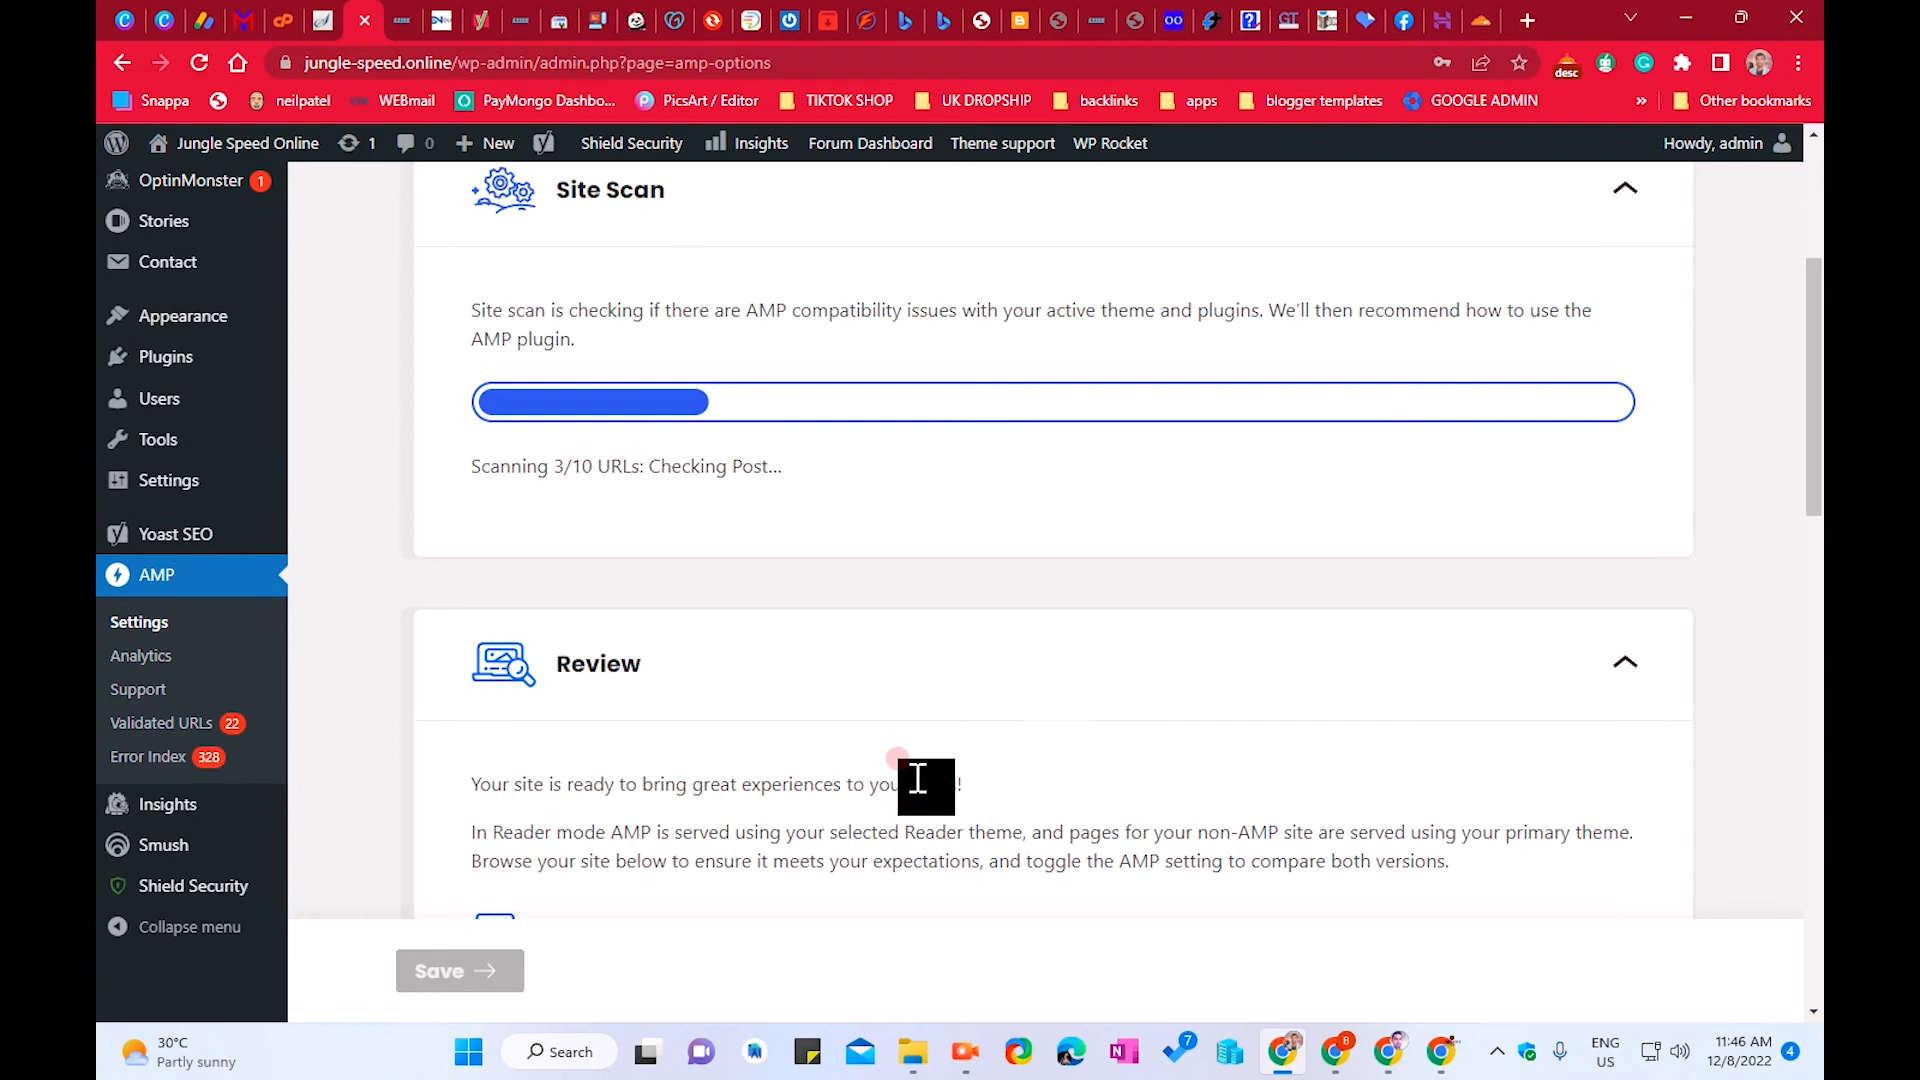 jungle-speed.online/wp-admin/admin.php?page=amp-options
desc
Snappa
neilpatel
WEBmail
PayMongo Dashbo...
PicsArt / Editor
TIKTOK SHOP
UK DROPSHIP
backlinks
apps
blogger templates
GOOGLE ADMIN
»
Other bookmarks
Jungle Speed Online
1
0
New
Shield Security
Insights
Forum Dashboard
Theme support
WP Rocket
Howdy, admin
OptinMonster 1
Stories
Contact
Appearance
Plugins
Users
Tools
Settings
Yoast SEO
AMP
Settings
Analytics
Support
Validated URLs 22
Error Index 328
Insights
Smush
Shield Security
Collapse menu
Site Scan
Site scan is checking if there are AMP compatibility issues with your active theme and plugins. We'll then recommend how to use the
AMP plugin.
Scanning 3/10 URLs: Checking Post...
Review
Your site is ready to bring great experiences to you !
In Reader mode AMP is served using your selected Reader theme, and pages for your non-AMP site are served using your primary theme.
Browse your site below to ensure it meets your expectations, and toggle the AMP setting to compare both versions.
Save
30°C
Partly sunny
Search
7
8
ENG
US
11:46 AM
12/8/2022
4